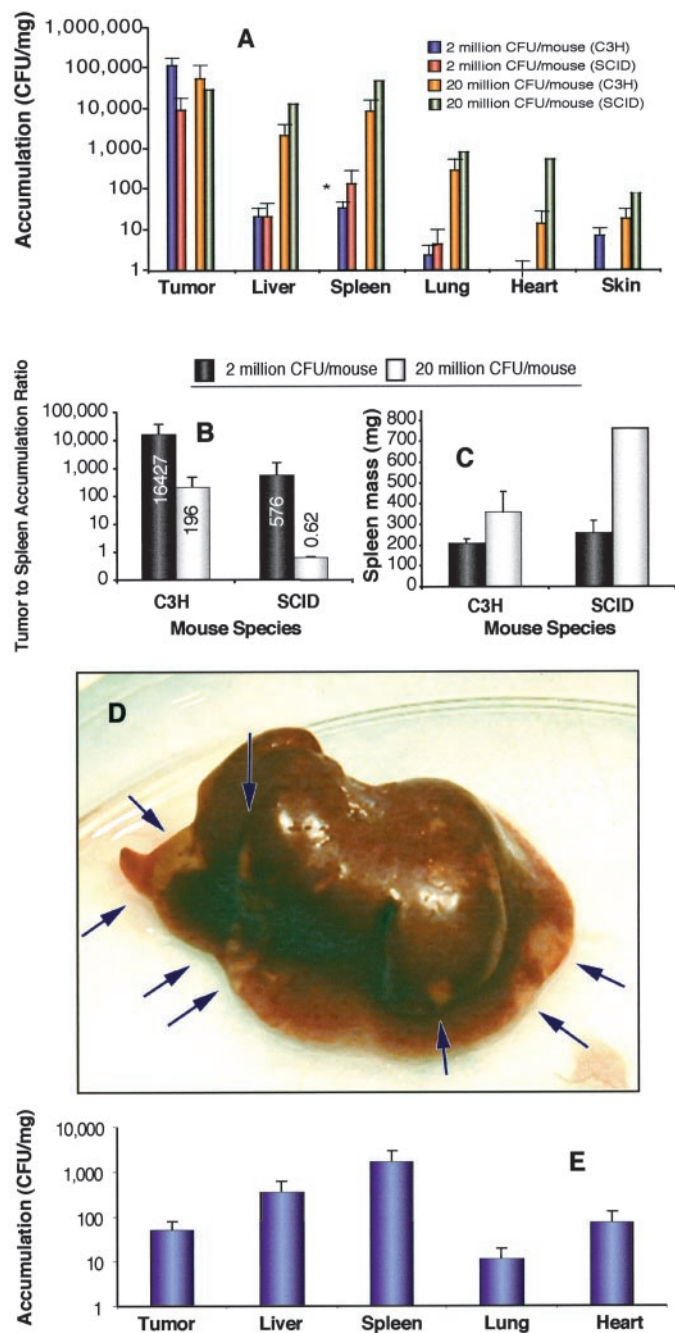 A
Accumulation (CFU/mg)
1,000,000
100,000
10,000
1,000
100
10
1
2 million CFU/mouse (C3H)
2 million CFU/mouse (SCID)
20 million CFU/mouse (C3H)
20 million CFU/mouse (SCID)
*
Tumor Liver Spleen Lung Heart Skin
2 million CFU/mouse 20 million CFU/mouse
B
Tumor to Spleen Accumulation Ratio
100,000
10,000
1,000
100
1
0
16427
196
576
0.62
C3H SCID
Mouse Species
C
Spleen mass (mg)
800
700
600
500
400
300
200
100
0
C3H SCID
Mouse Species
D
E
Accumulation (CFU/mg)
10,000
1,000
100
10
1
Tumor Liver Spleen Lung Heart